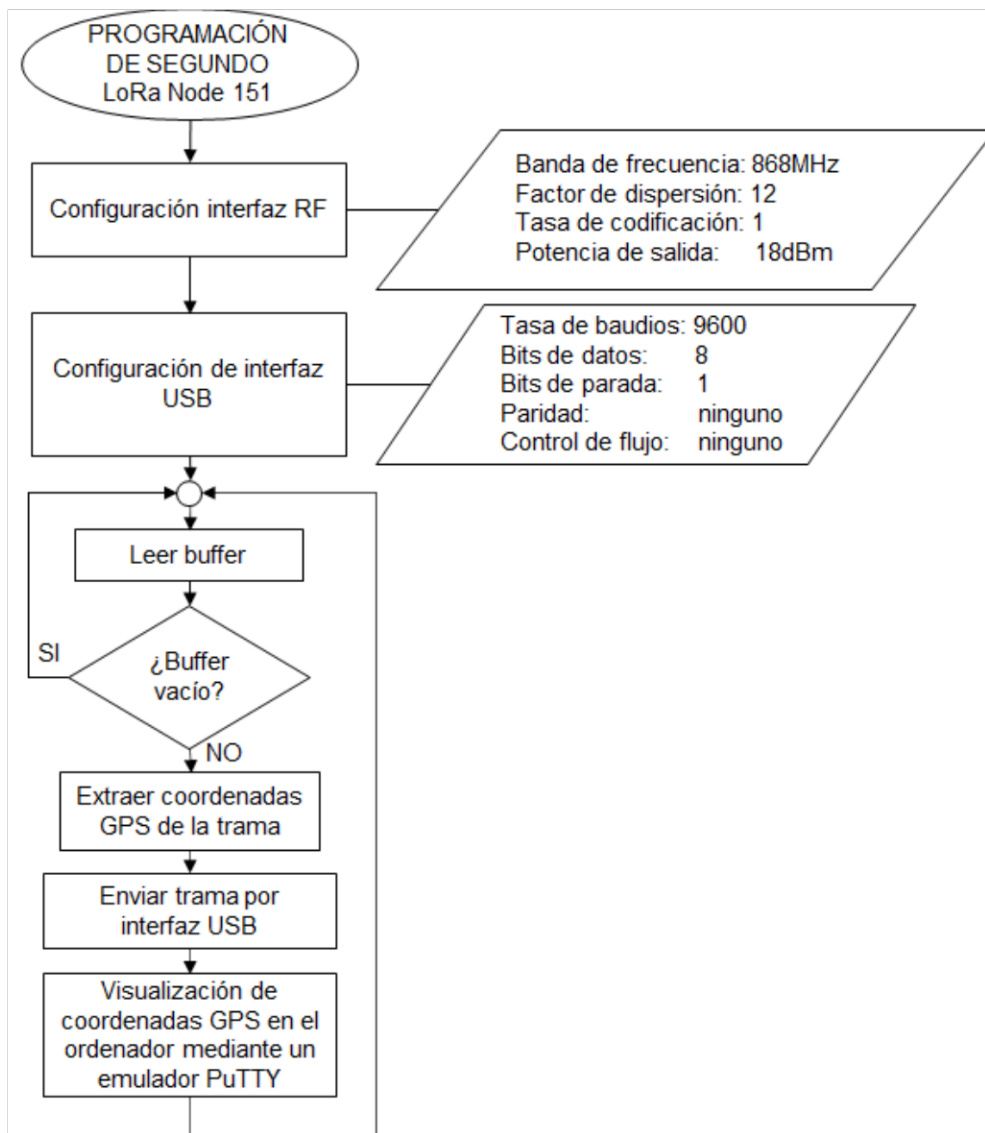 PROGRAMACIÓN
DE SEGUNDO
LoRa Node 151
Configuración interfaz RF
Banda de frecuencia: 868MHz
Factor de dispersión: 12
Tasa de codificación: 1
Potencia de salida: 18dBm
Configuración de interfaz
USB
Tasa de baudios: 9600
Bits de datos: 8
Bits de parada: 1
Paridad: ninguno
Control de flujo: ninguno
Leer buffer
SI
¿Buffer
vacío?
NO
Extraer coordenadas
GPS de la trama
Enviar trama por
interfaz USB
Visualización de
coordenadas GPS en el
ordenador mediante un
emulador PuTTY